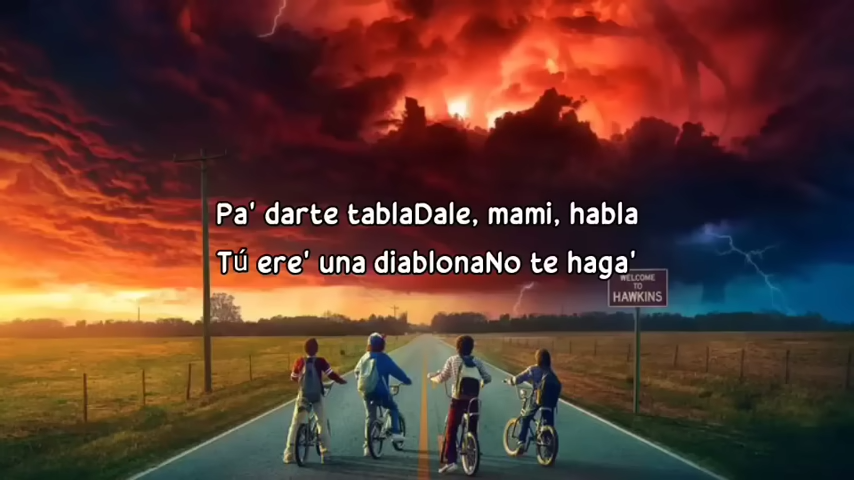 Pa' darte tablaDale, mami, habla
Tú ere' una diablonaNo te haga'
WELCOME
TO
HAWKINS